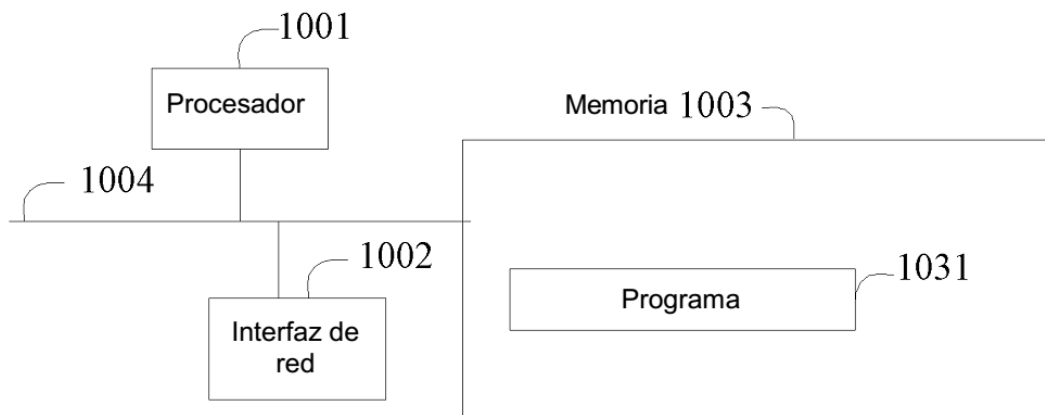 1001
Procesador
Memoria 1003
1004
1002
1031
Programa
Interfaz de
red